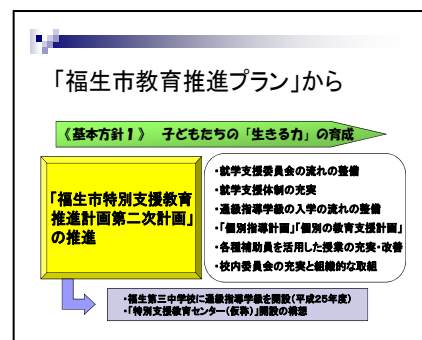 「福生市教育推進プラン」から
《基本方針1》 子どもたちの「生きる力」の育成
「福生市特別支援教育
推進計画第二次計画」
の推進
・就学支援委員会の流れの整備
・就学支援体制の充実
・通級指導学級の入学の流れの整備
・「個別指導計画」「個別の教育支援計画」
・各種補助員を活用した授業の充実・改善
・校内委員会の充実と組織的な取組
・福生第三中学校に通級指導学級を開設(平成25年度)
・「特別支援教育センター(仮称)」開設の構想